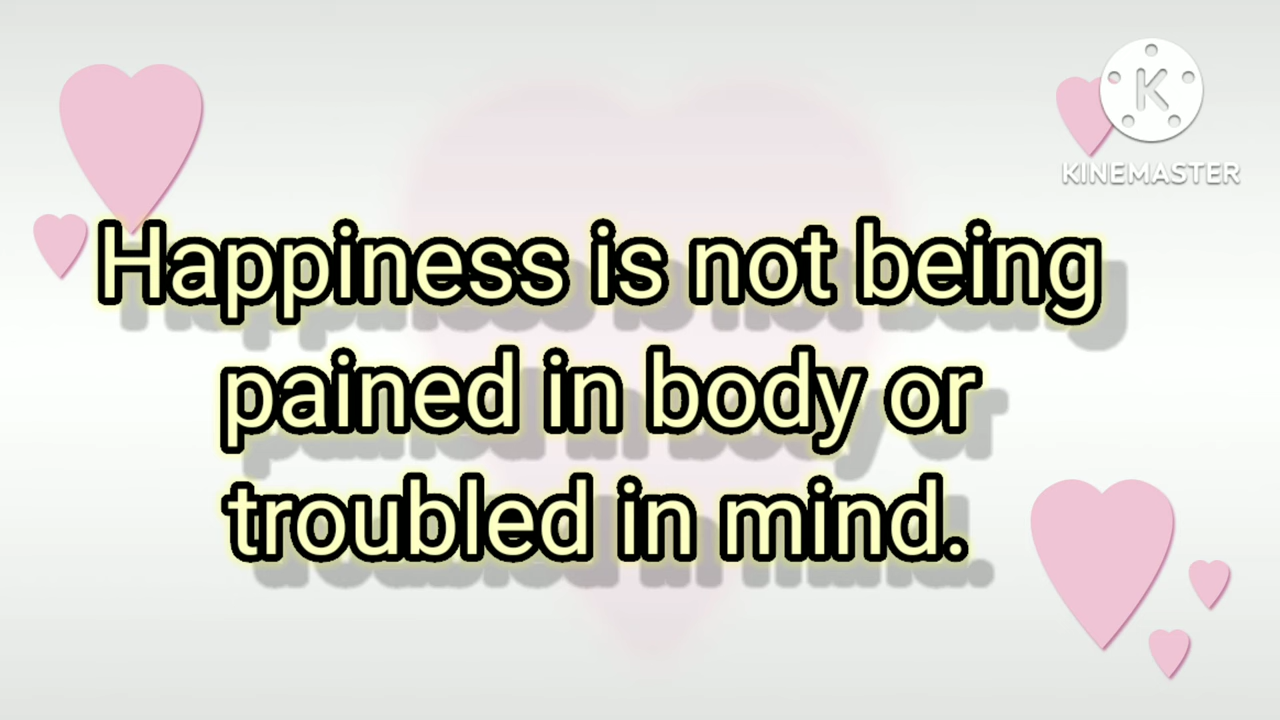 K
KINEMASTER
Happiness is not being
pained in body or
troubled in mind.